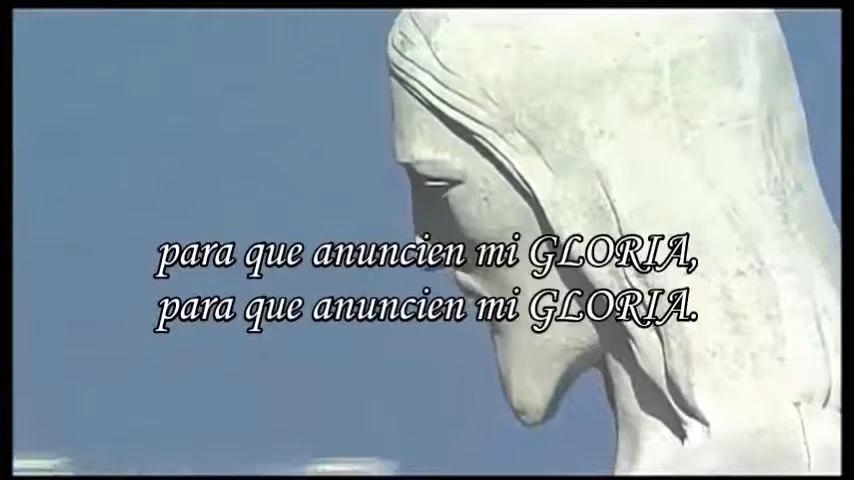 para que anuncien mi GLORIA,
para que anuncien mi GLORIA.